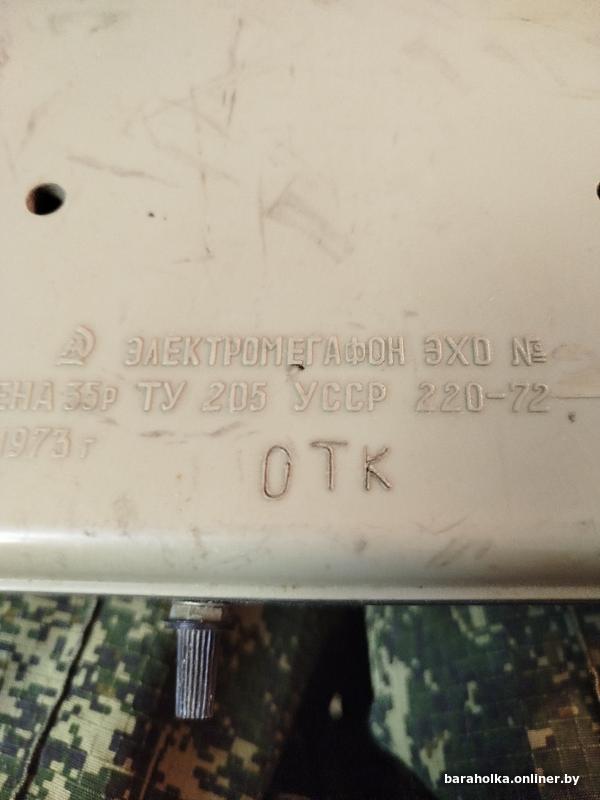 ЭЛЕКТРОМЕГАФОН ЭХО №
ЕНА 35р ТУ 205 УССР 220-72
1973 г
ОТК
baraholka.onliner.by